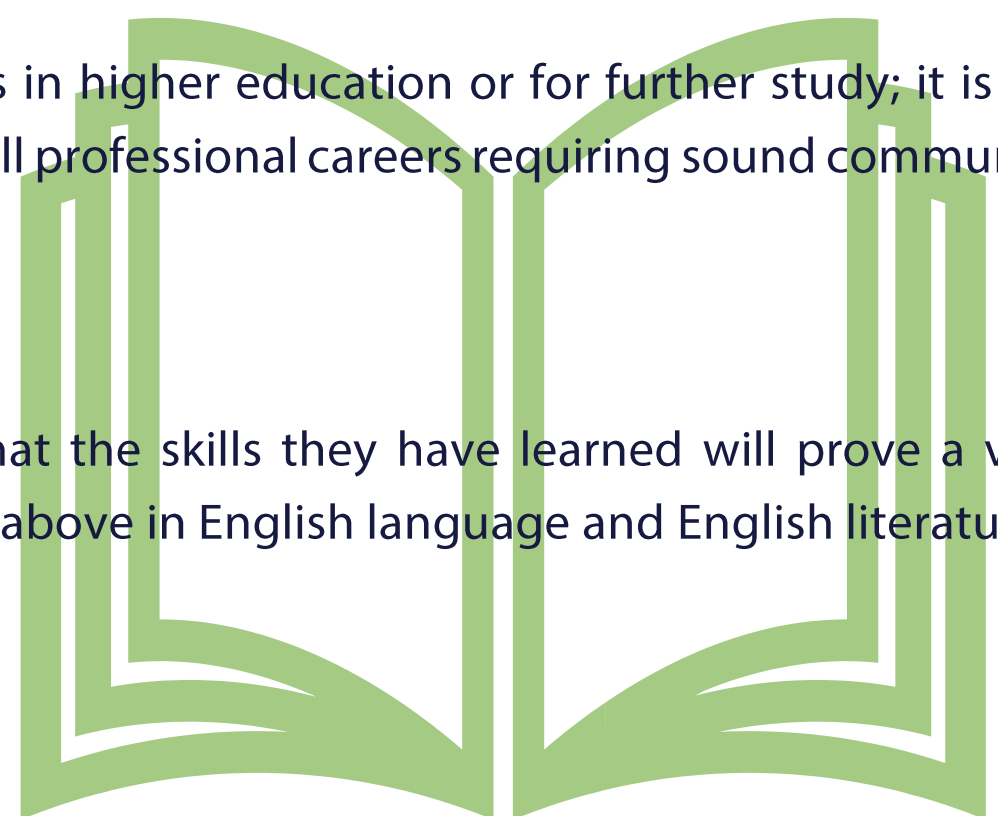 s in higher education or for further study; it is
ll professional careers requiring sound commun
hat the skills they have learned will prove a v
above in English language and English literatu